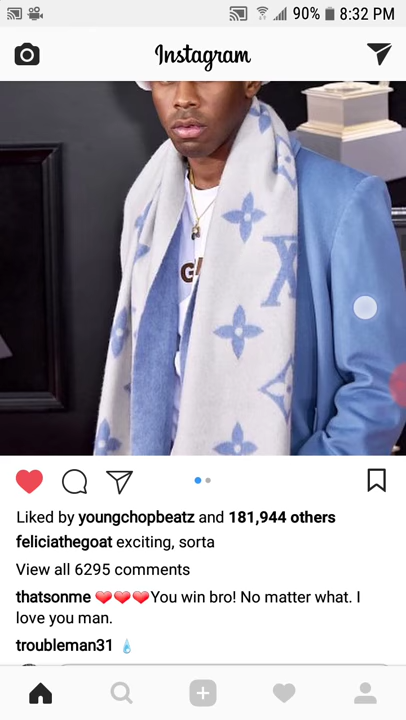 90% 8:32 PM
Instagram
Liked by youngchopbeatz and 181,944 others
feliciathegoat exciting, sorta
View all 6295 comments
thatsonme ❤️❤️❤️You win bro! No matter what. I
love you man.
troubleman31 💧